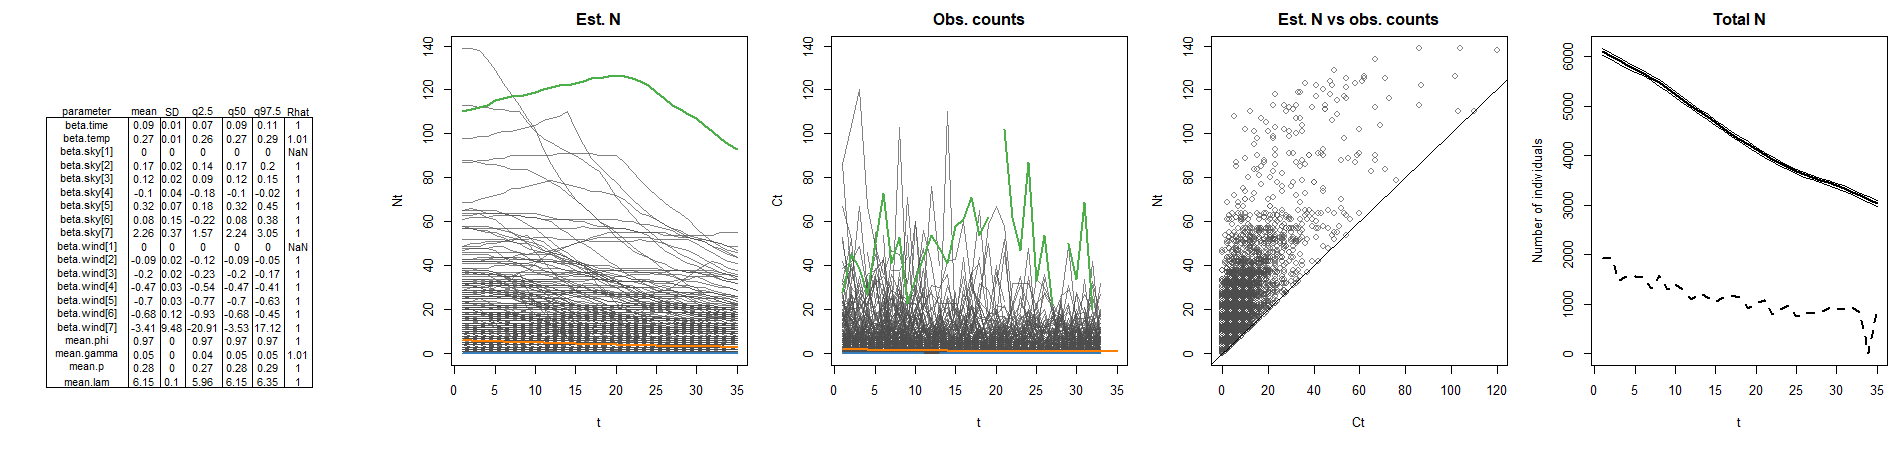 parameter mean SD q2.5 q50 q97.5 Rhat
beta.time 0.09 0.01 0.07 0.09 0.11 1
beta.temp 0.27 0.01 0.26 0.27 0.29 1.01
beta.sky[1] 0 0 0 0 0 NaN
beta.sky[2] 0.17 0.02 0.14 0.17 0.2 1
beta.sky[3] 0.12 0.02 0.09 0.12 0.15 1
beta.sky[4] -0.1 0.04 -0.18 -0.1 -0.02 1
beta.sky[5] 0.32 0.07 0.18 0.32 0.45 1
beta.sky[6] 0.08 0.15 -0.22 0.08 0.38 1
beta.sky[7] 2.26 0.37 1.57 2.24 3.05 1
beta.wind[1] 0 0 0 0 0 NaN
beta.wind[2] -0.09 0.02 -0.12 -0.09 -0.05 1
beta.wind[3] -0.2 0.02 -0.23 -0.2 -0.17 1
beta.wind[4] -0.47 0.03 -0.54 -0.47 -0.41 1
beta.wind[5] -0.7 0.03 -0.77 -0.7 -0.63 1
beta.wind[6] -0.68 0.12 -0.93 -0.68 -0.45 1
beta.wind[7] -3.41 9.48 -20.91 -3.53 17.12 1
mean.phi 0.97 0 0.97 0.97 0.97 1
mean.gamma 0.05 0 0.04 0.05 0.05 1.01
mean.p 0.28 0 0.27 0.28 0.29 1
mean.lam 6.15 0.1 5.96 6.15 6.35 1
Est. N
Nt
140
120
100
80
60
40
20
0
0 5 10 15 20 25 30 35
t
Obs. counts
Ct
140
120
100
80
60
40
20
0
0 5 10 15 20 25 30 35
t
Est. N vs obs. counts
Nt
140
120
100
80
60
40
20
0
0 20 40 60 80 100 120
Ct
Total N
Number of individuals
6000
5000
4000
3000
2000
1000
0
0 5 10 15 20 25 30 35
t